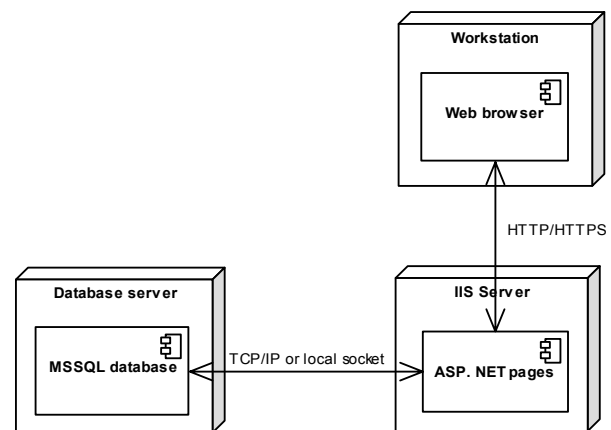 Workstation
Web browser
HTTP/HTTPS
Database server
IIS Server
MSSQL database
TCP/IP or local socket
ASP. NET pages